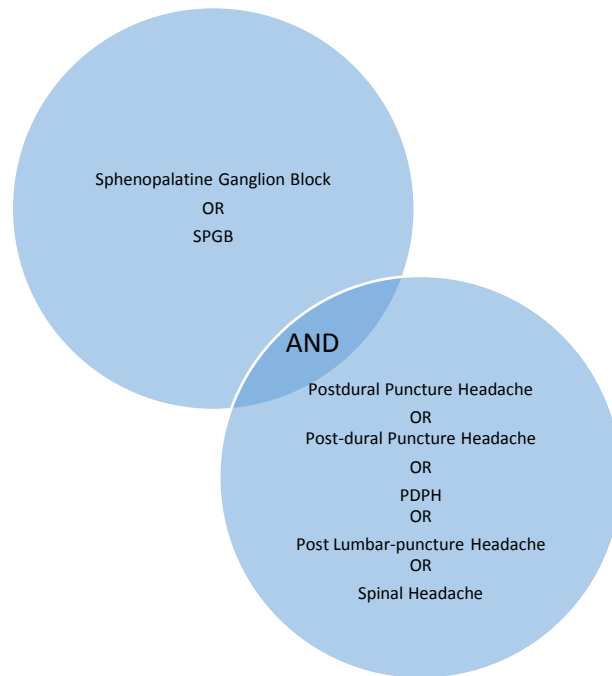 Sphenopalatine Ganglion Block
OR
SPGB
AND
Postdural Puncture Headache
OR
Post-dural Puncture Headache
OR
PDPH
OR
Post Lumbar-puncture Headache
OR
Spinal Headache